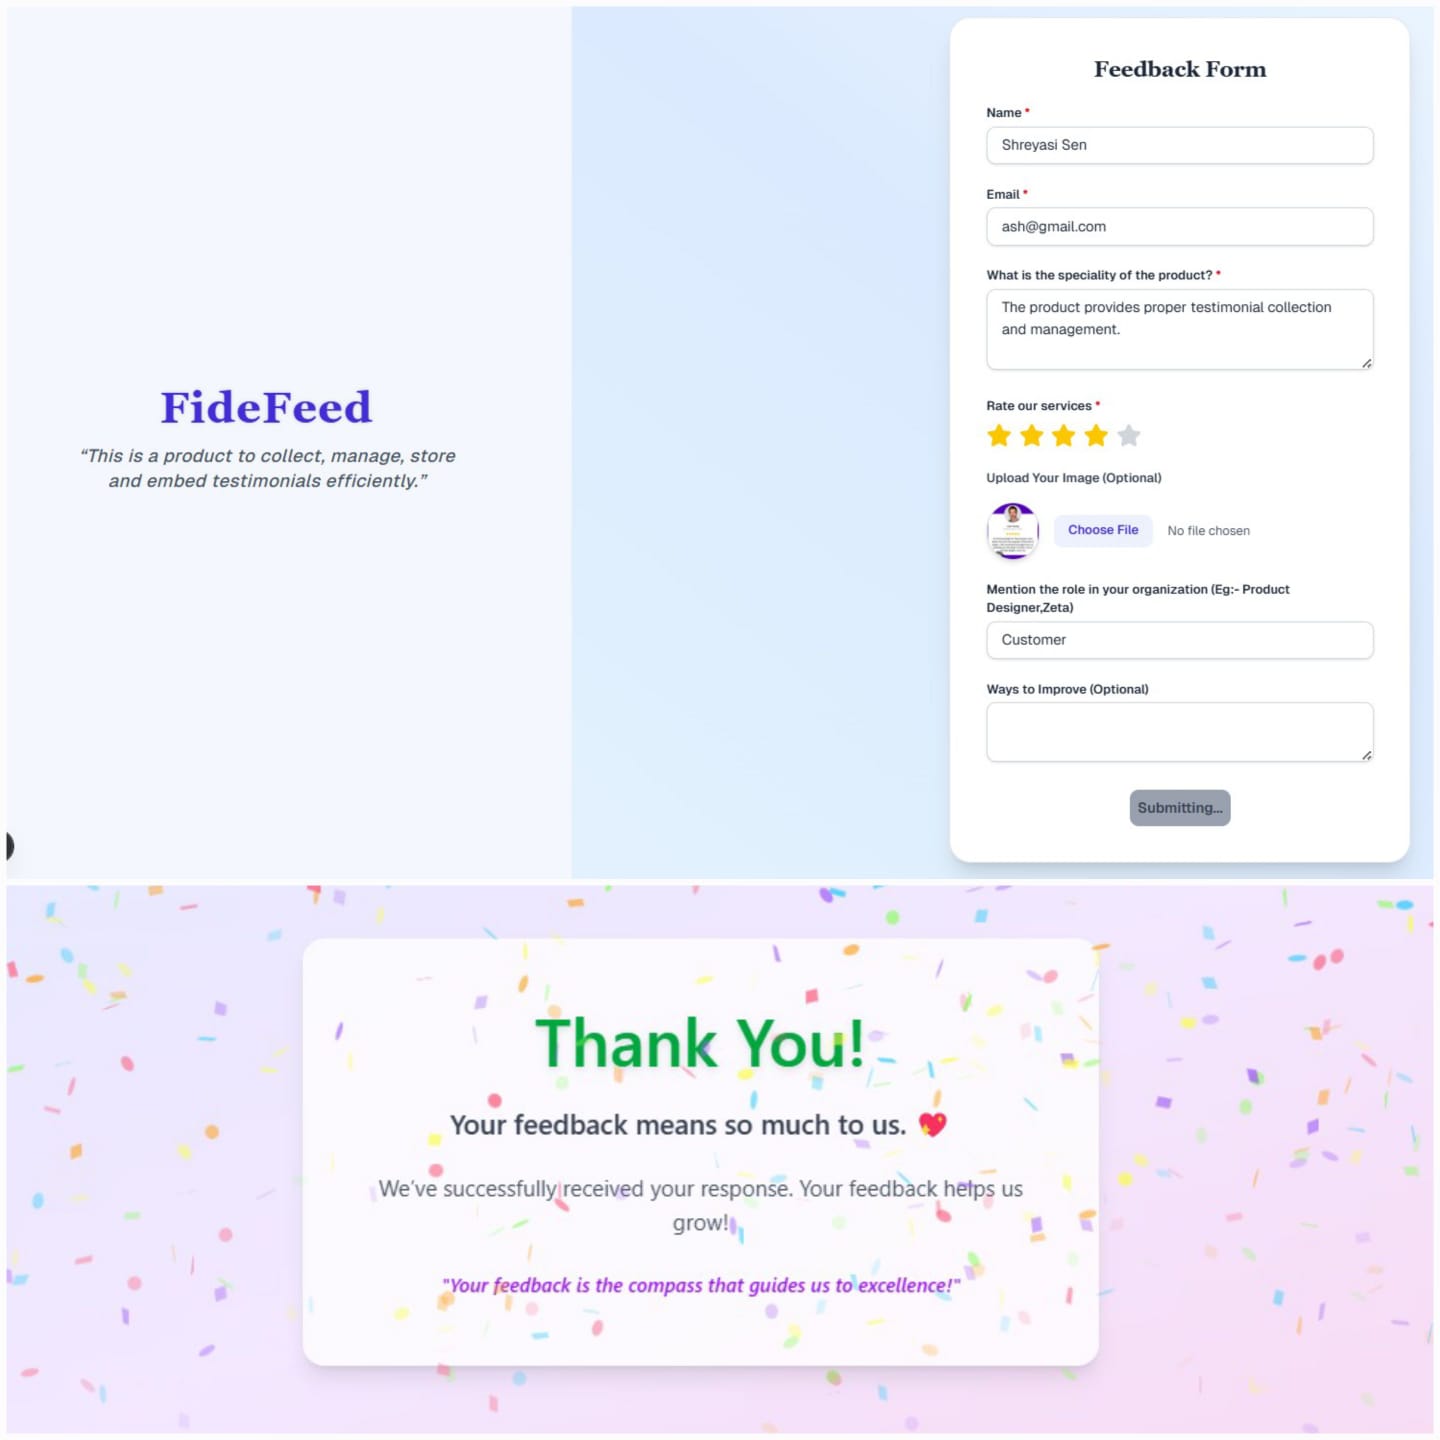 FideFeed
“This is a product to collect, manage, store
and embed testimonials efficiently.”
Feedback Form
Name *
Shreyasi Sen
Email *
ash@gmail.com
What is the speciality of the product? *
The product provides proper testimonial collection
and management.
Rate our services *
Upload Your Image (Optional)
Choose File No file chosen
Mention the role in your organization (Eg:- Product
Designer,Zeta)
Customer
Ways to Improve (Optional)
Submitting...
Thank You!
Your feedback means so much to us. 💖
We’ve successfully received your response. Your feedback helps us
grow!
"Your feedback is the compass that guides us to excellence!"